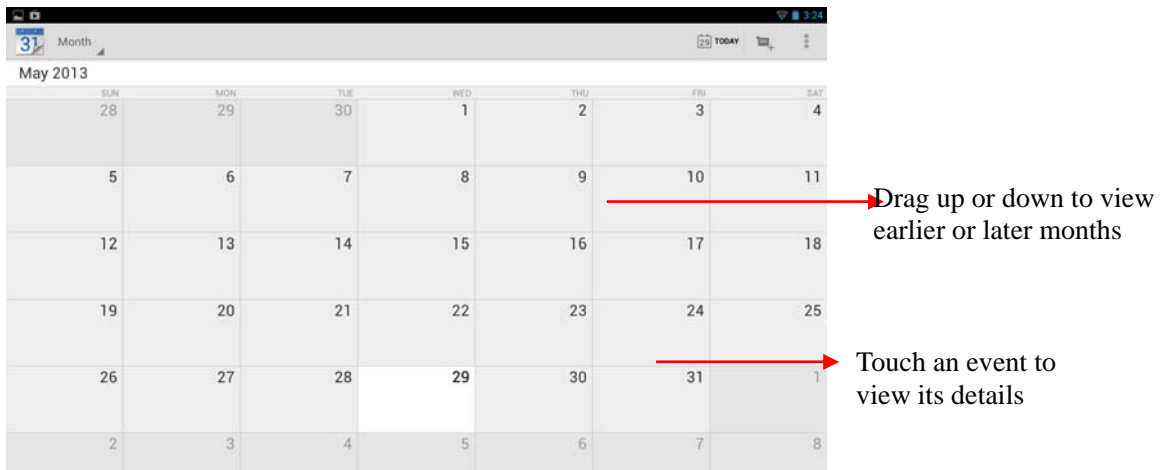 3:24
31 Month 29 TODAY
May 2013
SUN MON TUE WED THU FRI SAT
28 29 30 1 2 3 4
5 6 7 8 9 10 11
Drag up or down to view
earlier or later months
12 13 14 15 16 17 18
19 20 21 22 23 24 25
Touch an event to
view its details
26 27 28 29 30 31 1
2 3 4 5 6 7 8